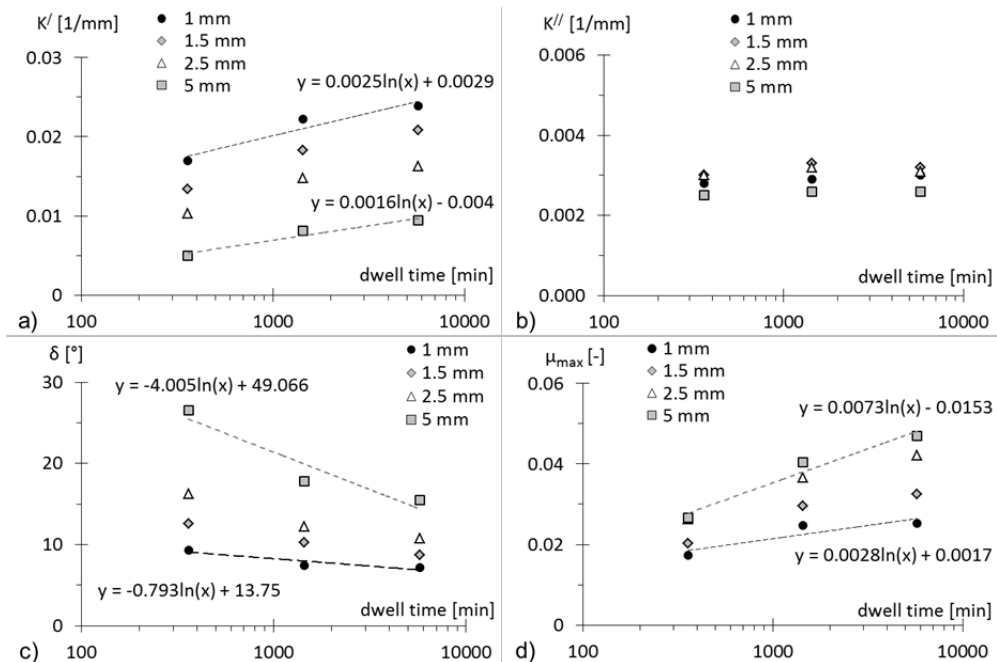 K′ [1/mm]
1 mm
1.5 mm
2.5 mm
5 mm
0.03
0.02
0.01
0
y = 0.0025ln(x) + 0.0029
y = 0.0016ln(x) - 0.004
dwell time [min]
100
1000
10000
a)
K″ [1/mm]
1 mm
1.5 mm
2.5 mm
5 mm
0.006
0.004
0.002
0.000
dwell time [min]
100
1000
10000
b)
δ [°]
1 mm
1.5 mm
2.5 mm
5 mm
30
20
10
0
y = -4.005ln(x) + 49.066
y = -0.793ln(x) + 13.75
dwell time [min]
100
1000
10000
c)
μmax [-]
1 mm
1.5 mm
2.5 mm
5 mm
0.06
0.04
0.02
0
y = 0.0073ln(x) - 0.0153
y = 0.0028ln(x) + 0.0017
dwell time [min]
100
1000
10000
d)